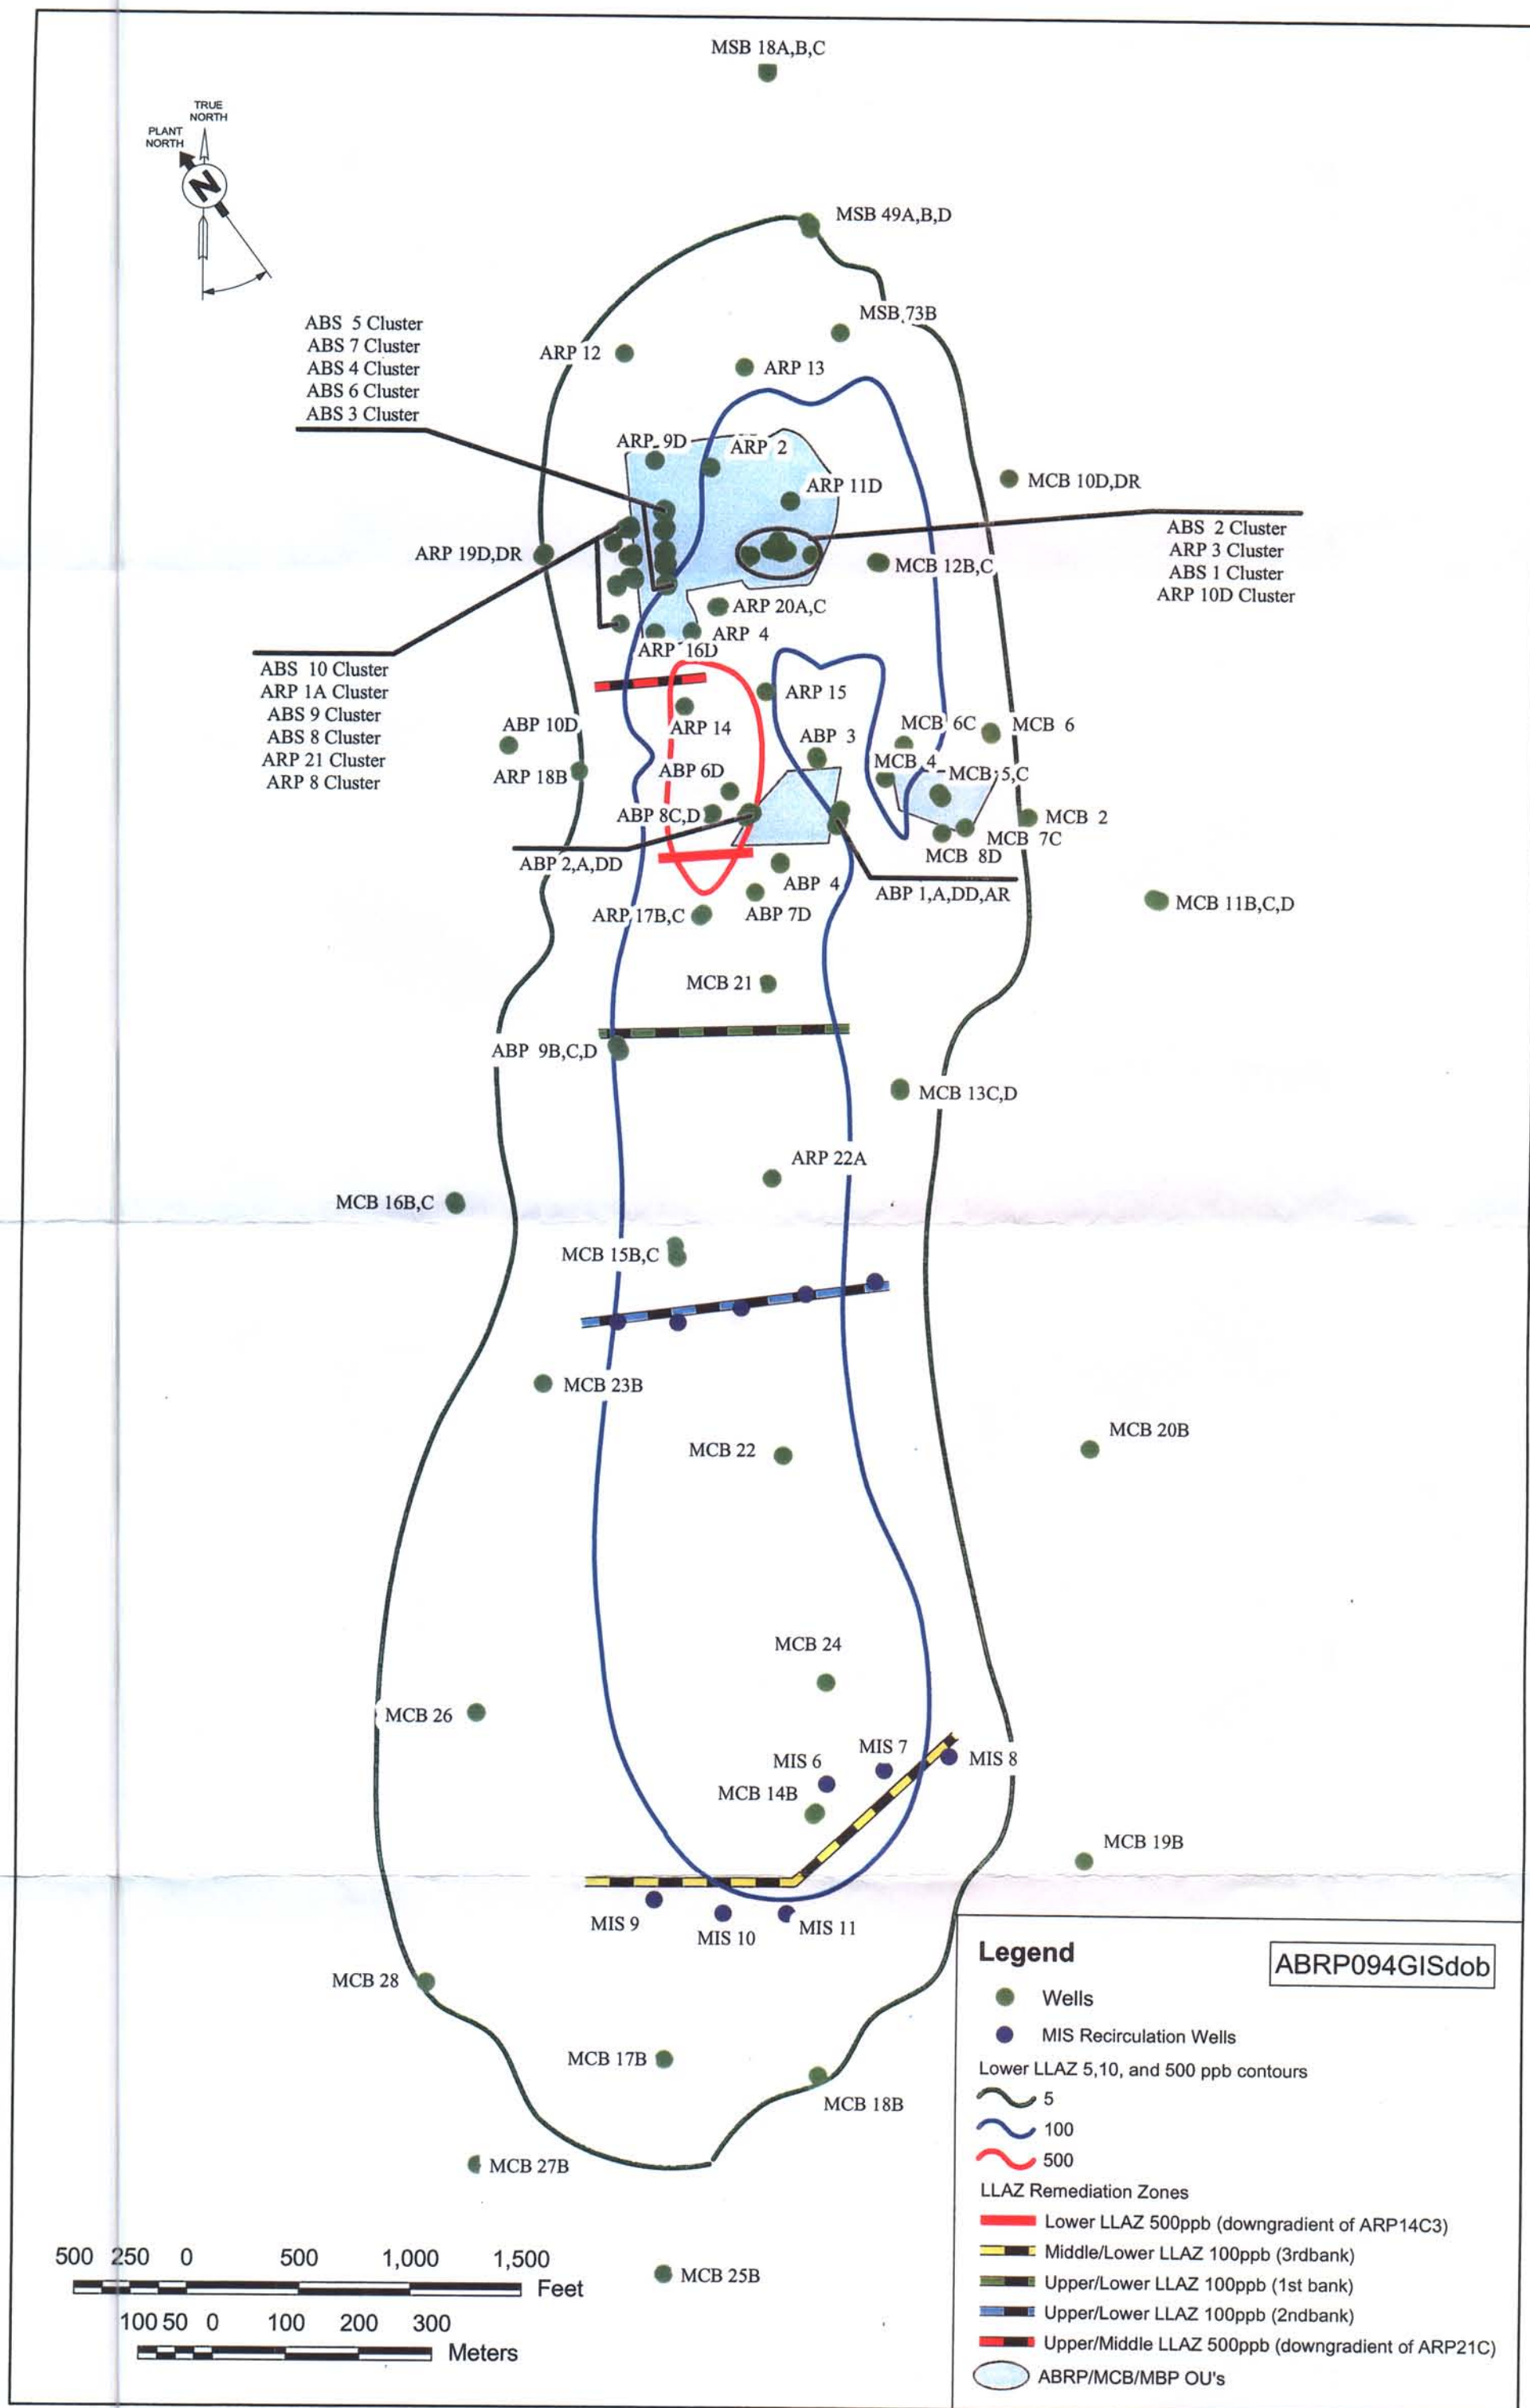 MSB 18A,B,C
TRUE
NORTH
PLANT
NORTH
N
MSB 49A,B,D
MSB 73B
ABS 5 Cluster
ABS 7 Cluster
ABS 4 Cluster
ABS 6 Cluster
ABS 3 Cluster
ARP 12
ARP 13
ARP 9D
ARP 2
ARP 11D
MCB 10D,DR
ABS 2 Cluster
ARP 3 Cluster
ABS 1 Cluster
ARP 10D Cluster
ARP 19D,DR
MCB 12B,C
ARP 20A,C
ARP 4
ARP 16D
ABS 10 Cluster
ARP 1A Cluster
ABS 9 Cluster
ABS 8 Cluster
ARP 21 Cluster
ARP 8 Cluster
ARP 15
ARP 14
ABP 10D
ABP 3
MCB 6C
MCB 6
ARP 18B
ABP 6D
MCB 4
MCB 5,C
ABP 8C,D
MCB 2
MCB 7C
MCB 8D
ABP 2,A,DD
ABP 4
ABP 1,A,DD,AR
MCB 11B,C,D
ARP 17B,C
ABP 7D
MCB 21
ABP 9B,C,D
MCB 13C,D
ARP 22A
MCB 16B,C
MCB 15B,C
MCB 23B
MCB 22
MCB 20B
MCB 24
MCB 26
MIS 6
MIS 7
MIS 8
MCB 14B
MCB 19B
MIS 9
MIS 10
MIS 11
MCB 28
MCB 17B
MCB 18B
MCB 27B
MCB 25B
500 250 0 500 1,000 1,500
Feet
100 50 0 100 200 300
Meters
Legend
ABRP094GISdob
Wells
MIS Recirculation Wells
Lower LLAZ 5,10, and 500 ppb contours
5
100
500
LLAZ Remediation Zones
Lower LLAZ 500ppb (downgradient of ARP14C3)
Middle/Lower LLAZ 100ppb (3rdbank)
Upper/Lower LLAZ 100ppb (1st bank)
Upper/Lower LLAZ 100ppb (2ndbank)
Upper/Middle LLAZ 500ppb (downgradient of ARP21C)
ABRP/MCB/MBP OU's